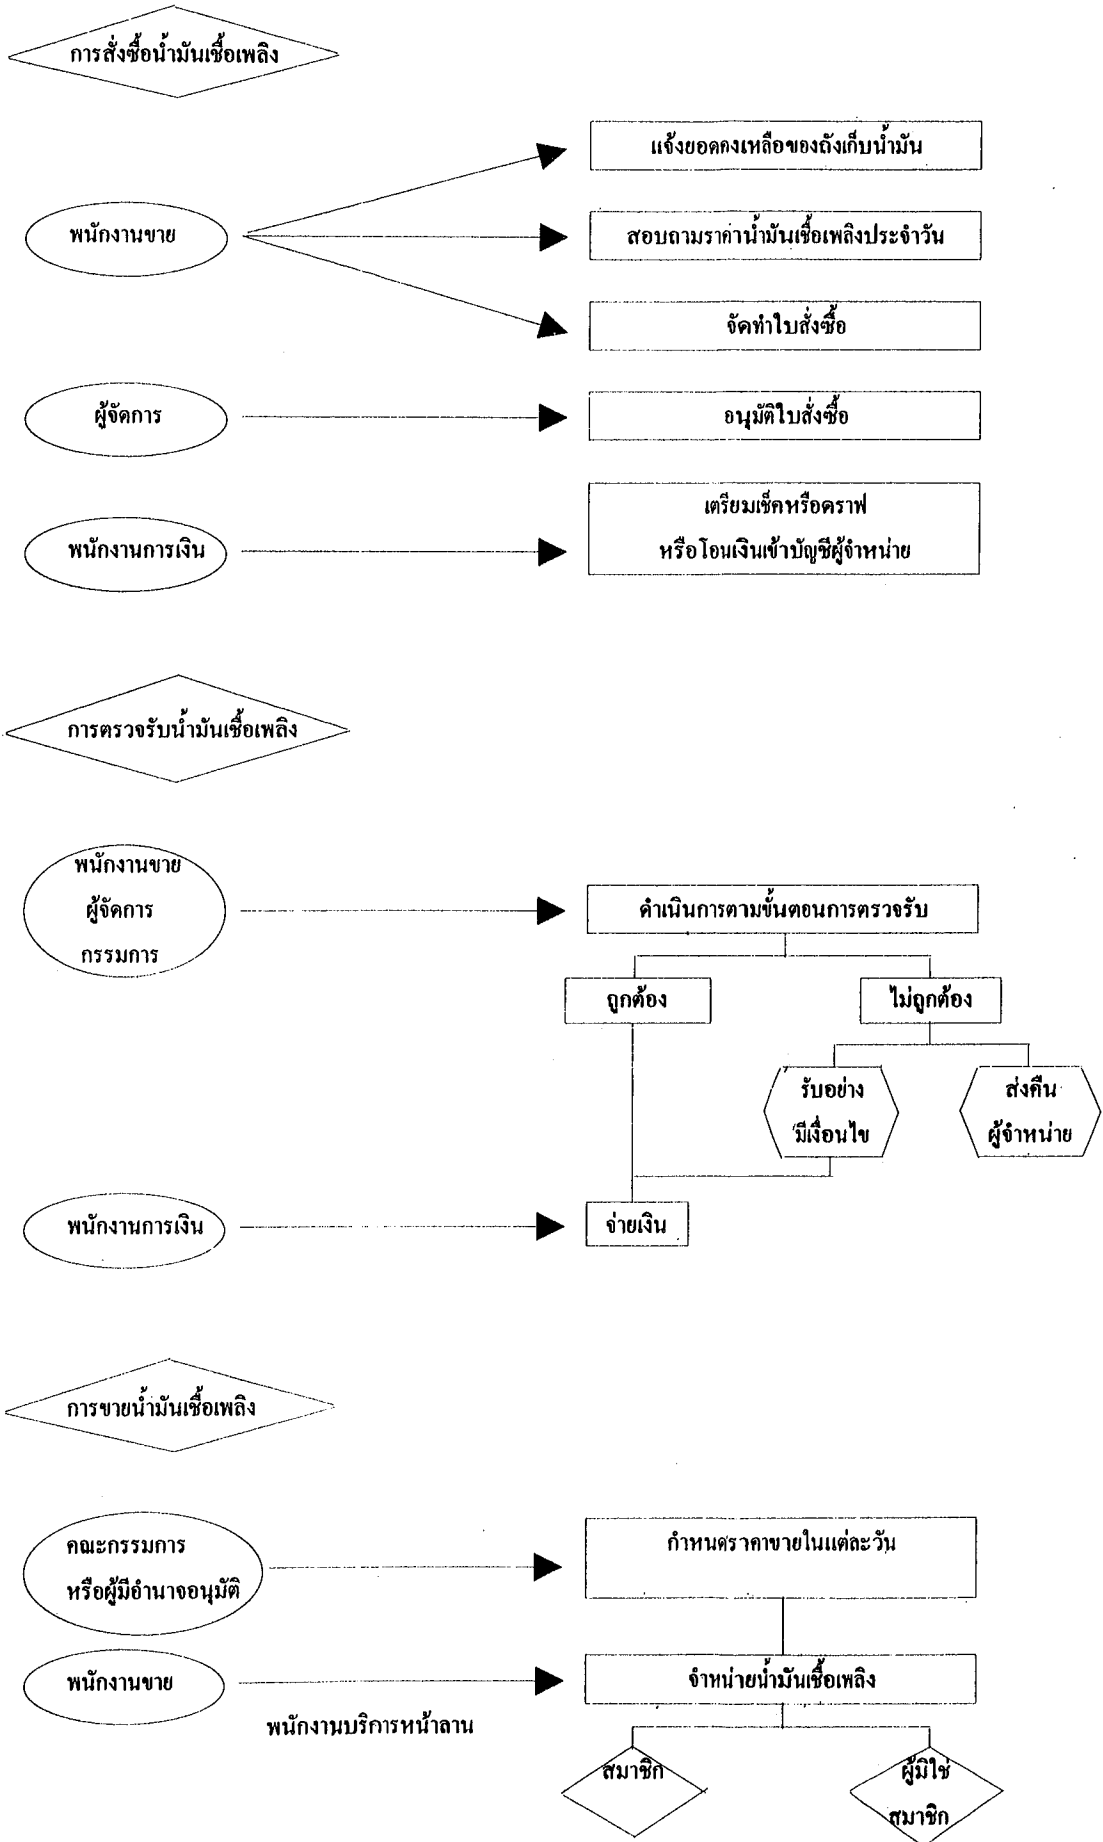 การสั่งซื้อน้ำมันเชื้อเพลิง
แจ้งยอดคงเหลือของถังเก็บน้ำมัน
พนักงานขาย
สอบถามราคาน้ำมันเชื้อเพลิงประจำวัน
จัดทำใบสั่งซื้อ
ผู้จัดการ
อนุมัติใบสั่งซื้อ
พนักงานการเงิน
เตรียมเช็คหรือดราฟ
หรือโอนเงินเข้าบัญชีผู้จำหน่าย
การตรวจรับน้ำมันเชื้อเพลิง
พนักงานขาย
ผู้จัดการ
กรรมการ
ดำเนินการตามขั้นตอนการตรวจรับ
ถูกต้อง
ไม่ถูกต้อง
รับอย่าง
มีเงื่อนไข
ส่งคืน
ผู้จำหน่าย
พนักงานการเงิน
จ่ายเงิน
การขายน้ำมันเชื้อเพลิง
คณะกรรมการ
หรือผู้มีอำนาจอนุมัติ
กำหนดราคาขายในแต่ละวัน
พนักงานขาย
จำหน่ายน้ำมันเชื้อเพลิง
พนักงานบริการหน้าลาน
สมาชิก
ผู้มิใช่
สมาชิก